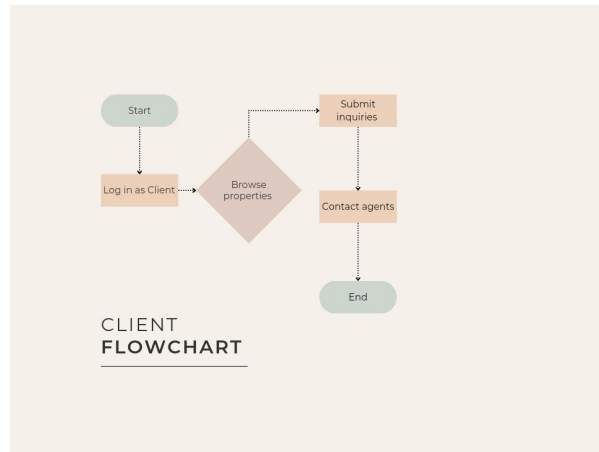 Start
Log in as Client
Browse
properties
Submit
inquiries
Contact agents
End
CLIENT
FLOWCHART